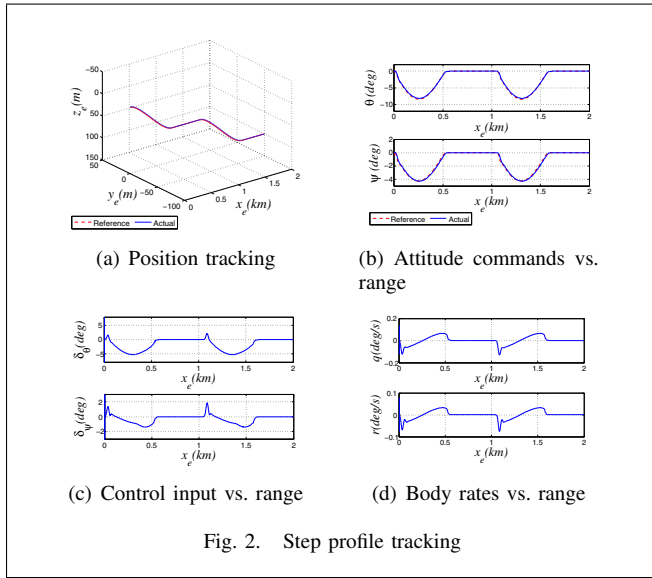 −50
0
50
100
150
z_e(m)
50
0
−50
−100
y_e(m)
0
0.5
1
1.5
2
x_e(km)
Reference Actual
(a) Position tracking
0
−5
−10
θ(deg)
0 0.5 1 1.5 2
x_e(km)
0
−2
−4
ψ(deg)
0 0.5 1 1.5 2
x_e(km)
Reference Actual
(b) Attitude commands vs.
range
5
0
−5
δ_θ(deg)
0 0.5 1 1.5 2
x_e(km)
2
0
−2
δ_ψ(deg)
0 0.5 1 1.5 2
x_e(km)
(c) Control input vs. range
0.2
0
−0.2
q(deg/s)
0 0.5 1 1.5 2
x_e(km)
0.1
0
−0.1
r(deg/s)
0 0.5 1 1.5 2
x_e(km)
(d) Body rates vs. range
Fig. 2. Step profile tracking